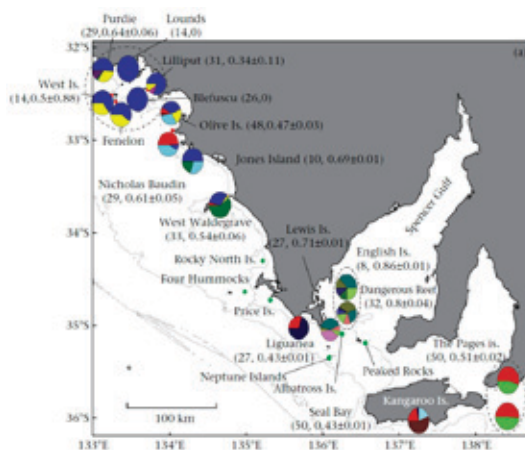 Purdie
(29,0.64±0.06)
Lounds
(14,0)
32°S
Lilliput (31, 0.34±0.11)
(a
West Is.
(14,0.5±0.88)
Blefuscu (26,0)
33°S
Olive Is. (48,0.47±0.03)
Fenelon
Jones Island (10, 0.69±0.01)
Nicholas Baudin
(29, 0.61±0.05)
Spencer Gulf
West Waldegrave
(33, 0.54±0.06)
Lewis Is.
(27, 0.71±0.01)
34°S
English Is.
(8, 0.86±0.01)
Rocky North Is.
Four Hummocks
Dangerous Reef
(32, 0.8±0.04)
Price Is.
35°S
The Pages is.
(50, 0.51±0.02)
Liguanea
(27, 0.43±0.01)
Peaked Rocks
Neptune Islands
Albatross Is.
Seal Bay
(50, 0.43±0.01)
Kangaroo Is.
100 km
36°S
133°E 134°E 135°E 136°E 137°E 138°E